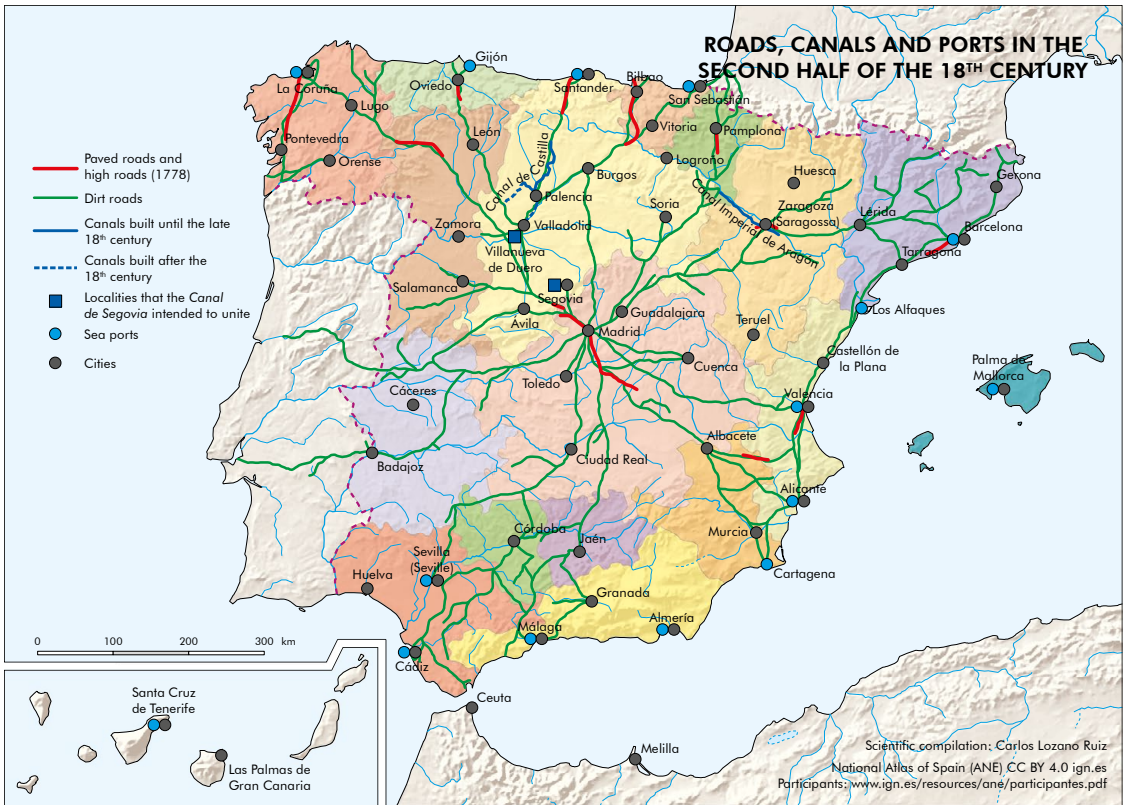 ROADS, CANALS AND PORTS IN THE
SECOND HALF OF THE 18TH CENTURY
Paved roads and
high roads (1778)
Dirt roads
Canals built until the late
18th century
Canals built after the
18th century
Localities that the Canal
de Segovia intended to unite
Sea ports
Cities
Gijón
La Coruña
Oviedo
Santander
Bilbao
San Sebastián
Lugo
León
Vitoria
Pamplona
Pontevedra
Orense
Logroño
Canal de Castilla
Burgos
Huesca
Gerona
Palencia
Canal Imperial de Aragón
Soria
Zaragoza
(Saragossa)
Lérida
Barcelona
Zamora
Valladolid
Villanueva
de Duero
Tarragona
Salamanca
Segovia
Ávila
Guadalajara
Los Alfaques
Madrid
Teruel
Cuenca
Castellón de
la Plana
Palma de
Mallorca
Toledo
Cáceres
Valencia
Albacete
Badajoz
Ciudad Real
Alicante
Córdoba
Jaén
Murcia
Sevilla
(Seville)
Huelva
Cartagena
Granada
Almería
Málaga
Cádiz
0 100 200 300 km
Ceuta
Melilla
Santa Cruz
de Tenerife
Las Palmas de
Gran Canaria
Scientific compilation: Carlos Lozano Ruiz
National Atlas of Spain (ANE) CC BY 4.0 ign.es
Participants: www.ign.es/resources/ane/participantes.pdf